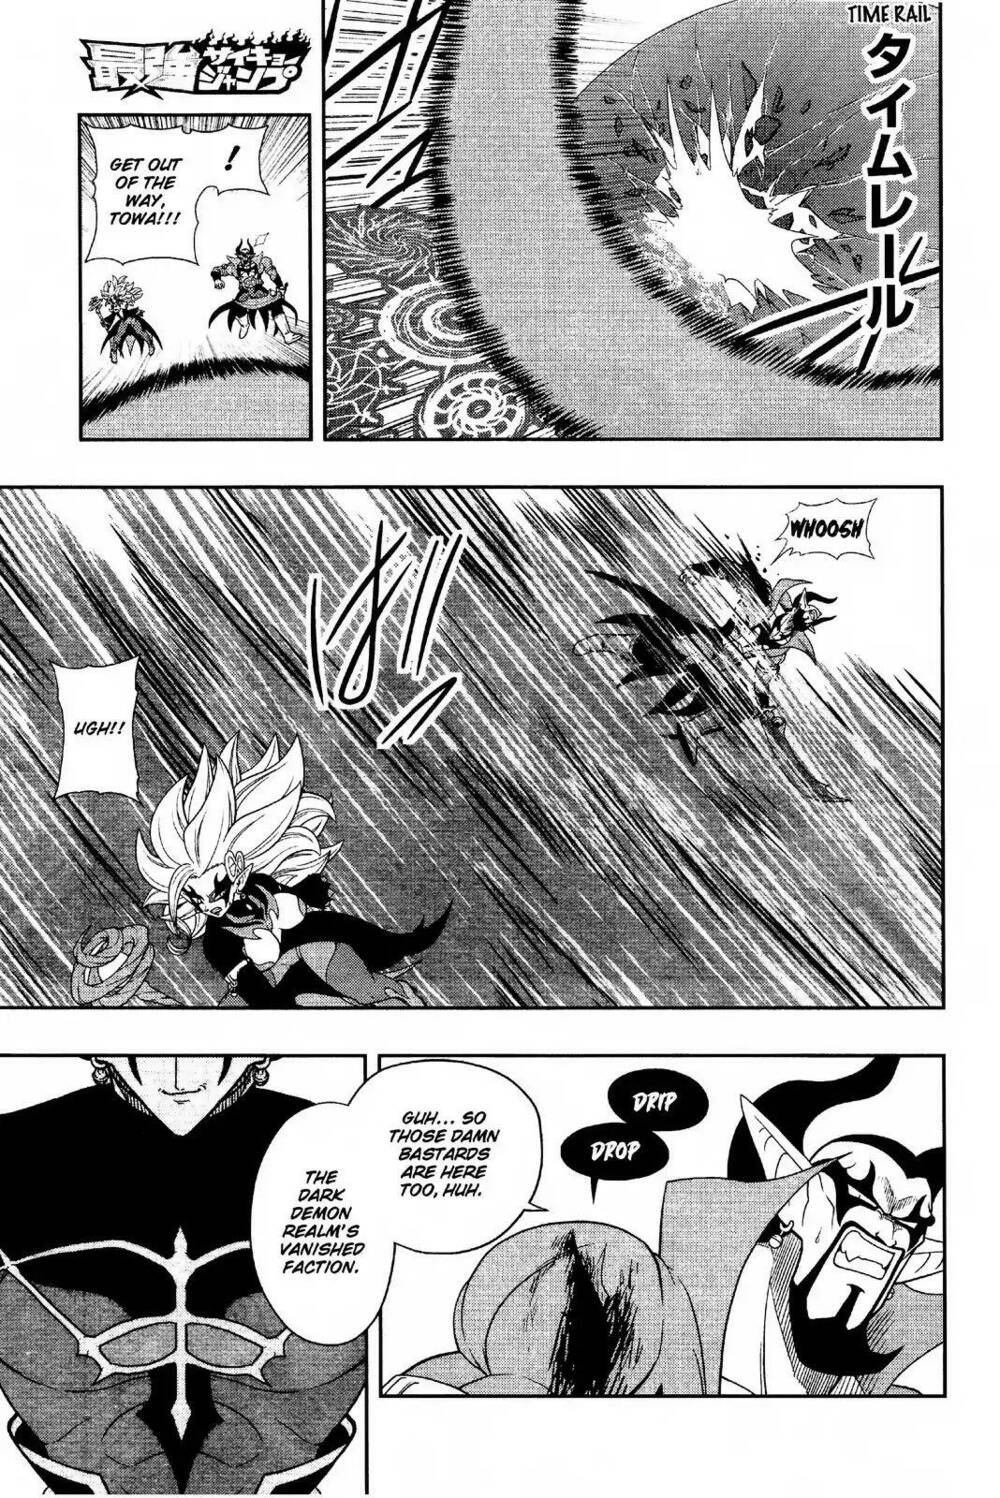 TIME RAIL
タイムレール
最強
サイキョー
ジャンプ
!
GET OUT
OF THE
WAY,
TOWA!!!
WHOOSH
UGH!!
DRIP
DROP
GUH... SO
THOSE DAMN
BASTARDS
ARE HERE
TOO, HUH.
THE
DARK
DEMON
REALM'S
VANISHED
FACTION.